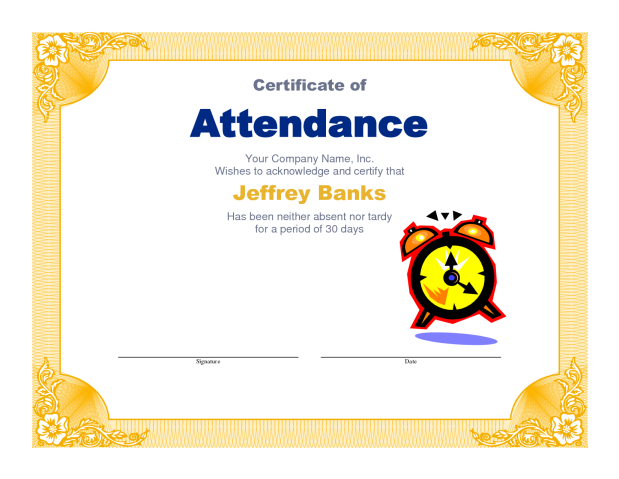 Certificate of
Attendance
Your Company Name, Inc.
Wishes to acknowledge and certify that
Jeffrey Banks
Has been neither absent nor tardy
for a period of 30 days
Signature
Date